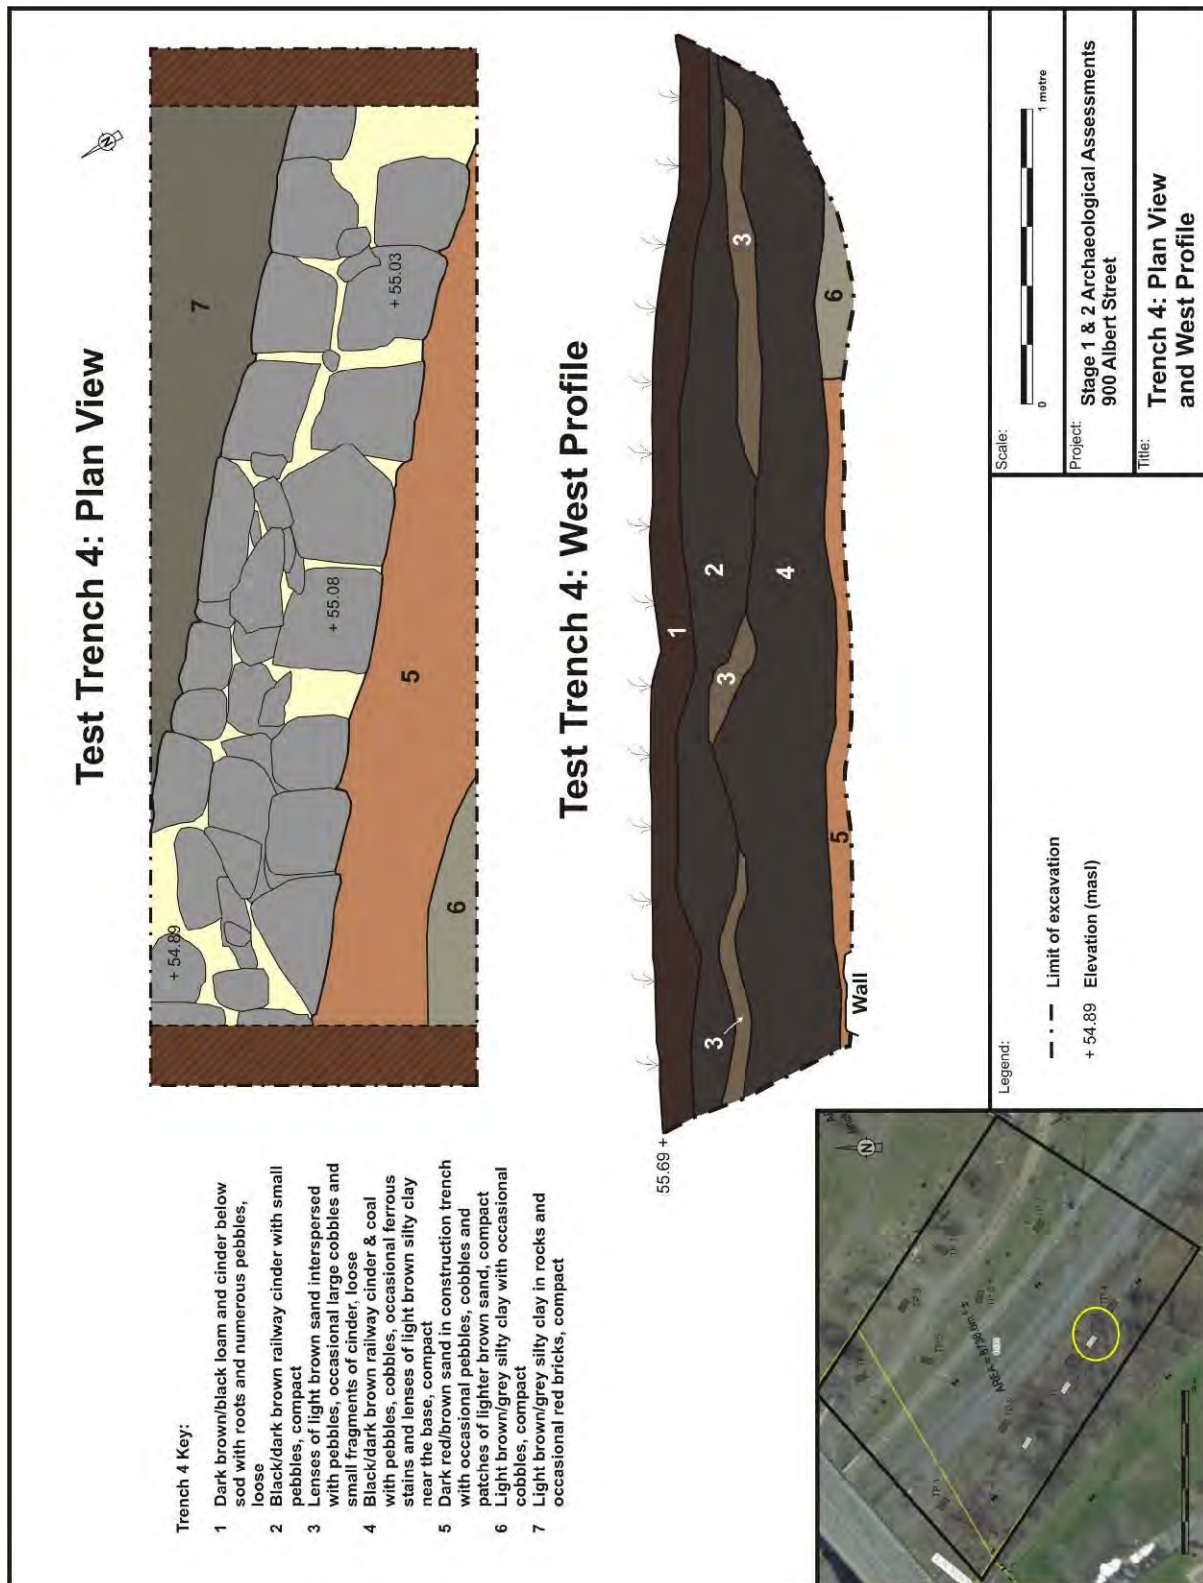 Test Trench 4: Plan View
N
7
+ 55.03
+ 55.08
+ 54.89
5
6
Test Trench 4: West Profile
55.69 +
1
2
3
3
3
4
5
6
Wall
Trench 4 Key:
1 Dark brown/black loam and cinder below
sod with roots and numerous pebbles,
loose
2 Black/dark brown railway cinder with small
pebbles, compact
3 Lenses of light brown sand interspersed
with pebbles, occasional large cobbles and
small fragments of cinder, loose
4 Black/dark brown railway cinder & coal
with pebbles, cobbles, occasional ferrous
stains and lenses of light brown silty clay
near the base, compact
5 Dark red/brown sand in construction trench
with occasional pebbles, cobbles and
patches of lighter brown sand, compact
6 Light brown/grey silty clay with occasional
cobbles, compact
7 Light brown/grey silty clay in rocks and
occasional red bricks, compact
N
Legend:
Limit of excavation
+ 54.89 Elevation (masl)
Scale:
0 1 metre
Project:
Stage 1 & 2 Archaeological Assessments
900 Albert Street
Title:
Trench 4: Plan View
and West Profile